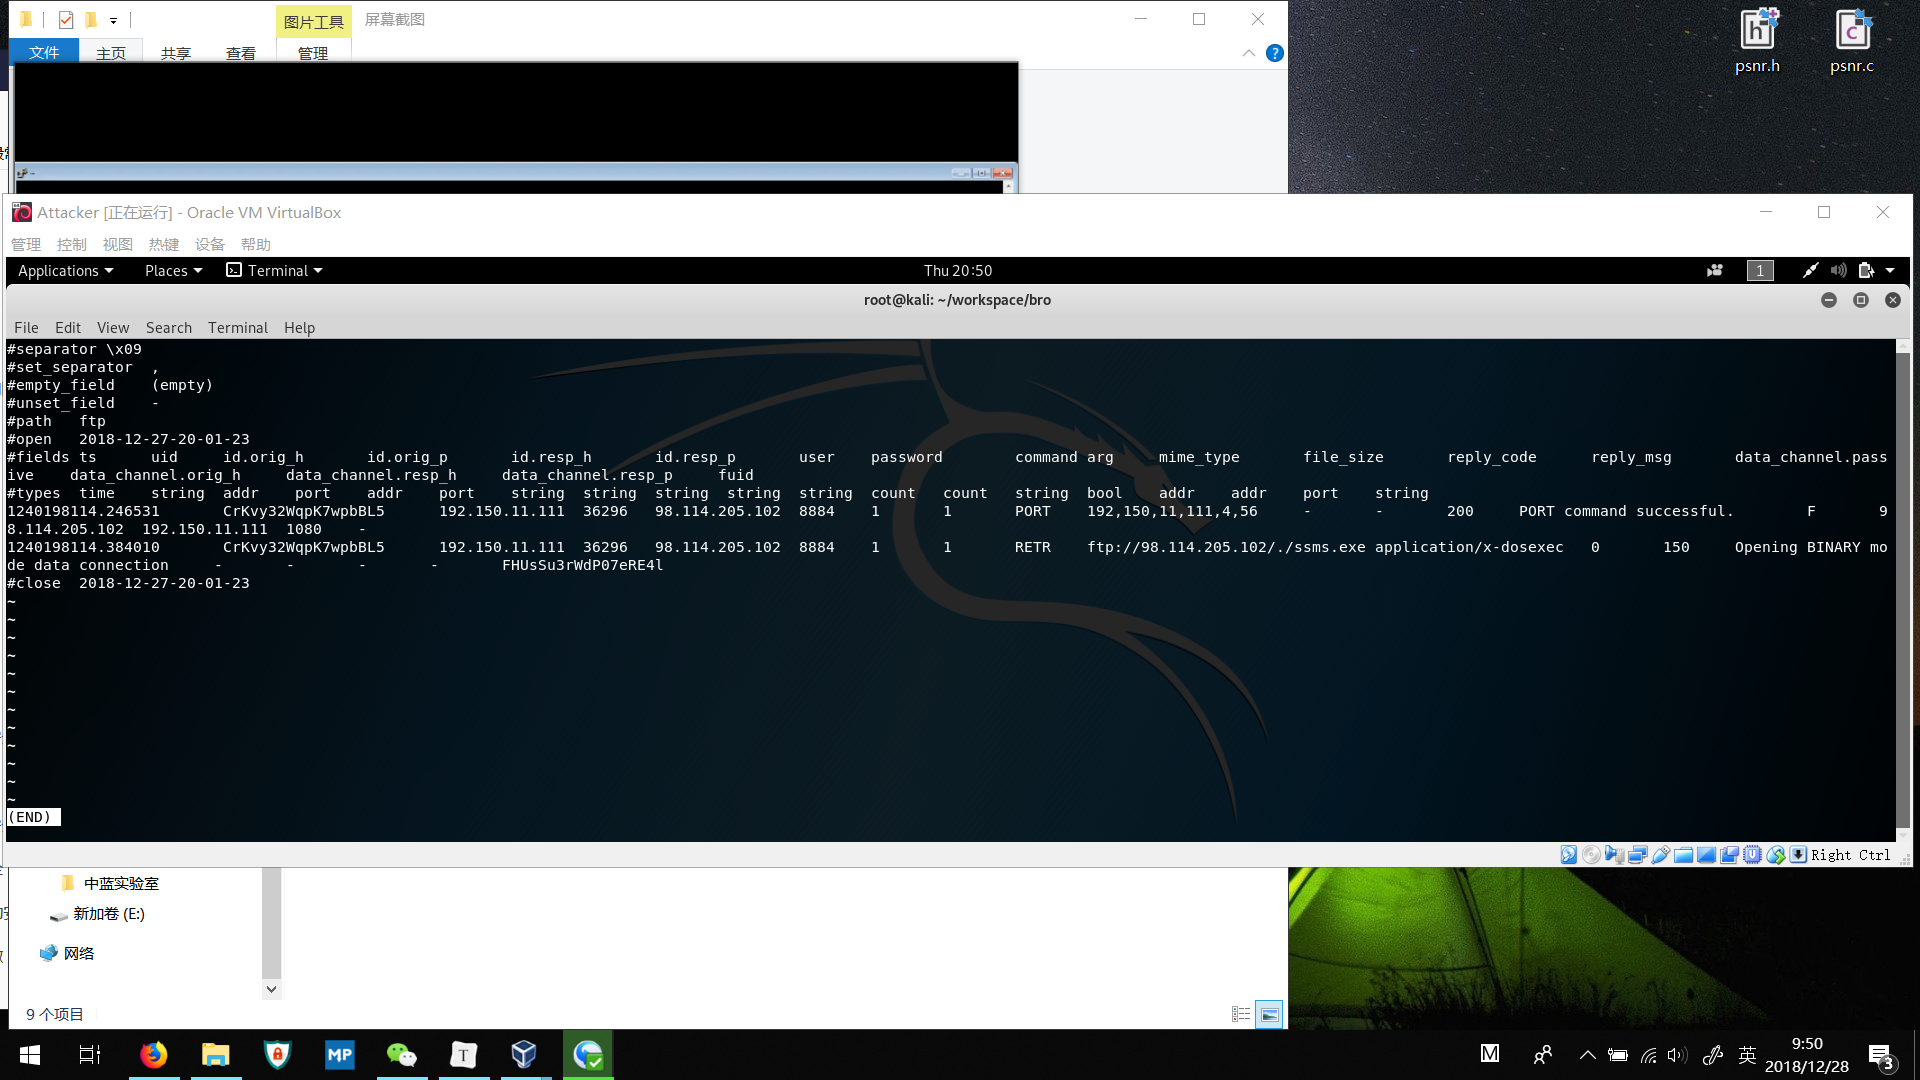 图片工具
屏幕截图
文件
主页
共享
查看
管理
psnr.h
psnr.c
Attacker [正在运行] - Oracle VM VirtualBox
管理 控制 视图 热键 设备 帮助
Applications Places Terminal
Thu 20:50
1
root@kali: ~/workspace/bro
File Edit View Search Terminal Help
#separator \x09
#set_separator ,
#empty_field (empty)
#unset_field -
#path ftp
#open 2018-12-27-20-01-23
#fields ts uid id.orig_h id.orig_p id.resp_h id.resp_p user password command arg mime_type file_size reply_code reply_msg data_channel.pass
ive data_channel.orig_h data_channel.resp_h data_channel.resp_p fuid
#types time string addr port addr port string string string string string count count string bool addr addr port string
1240198114.246531 CrKvy32WqpK7wpbBL5 192.150.11.111 36296 98.114.205.102 8884 1 1 PORT 192,150,11,111,4,56 - - 200 PORT command successful. F 9
8.114.205.102 192.150.11.111 1080 -
1240198114.384010 CrKvy32WqpK7wpbBL5 192.150.11.111 36296 98.114.205.102 8884 1 1 RETR ftp://98.114.205.102/./ssms.exe application/x-dosexec 0 150 Opening BINARY mo
de data connection - - - - FHUsSu3rWdP07eRE4l
#close 2018-12-27-20-01-23
~
~
~
~
~
~
~
~
~
~
~
~
(END)
Right Ctrl
中蓝实验室
新加卷 (E:)
网络
9 个项目
MP
T
M
英
9:50
2018/12/28
3